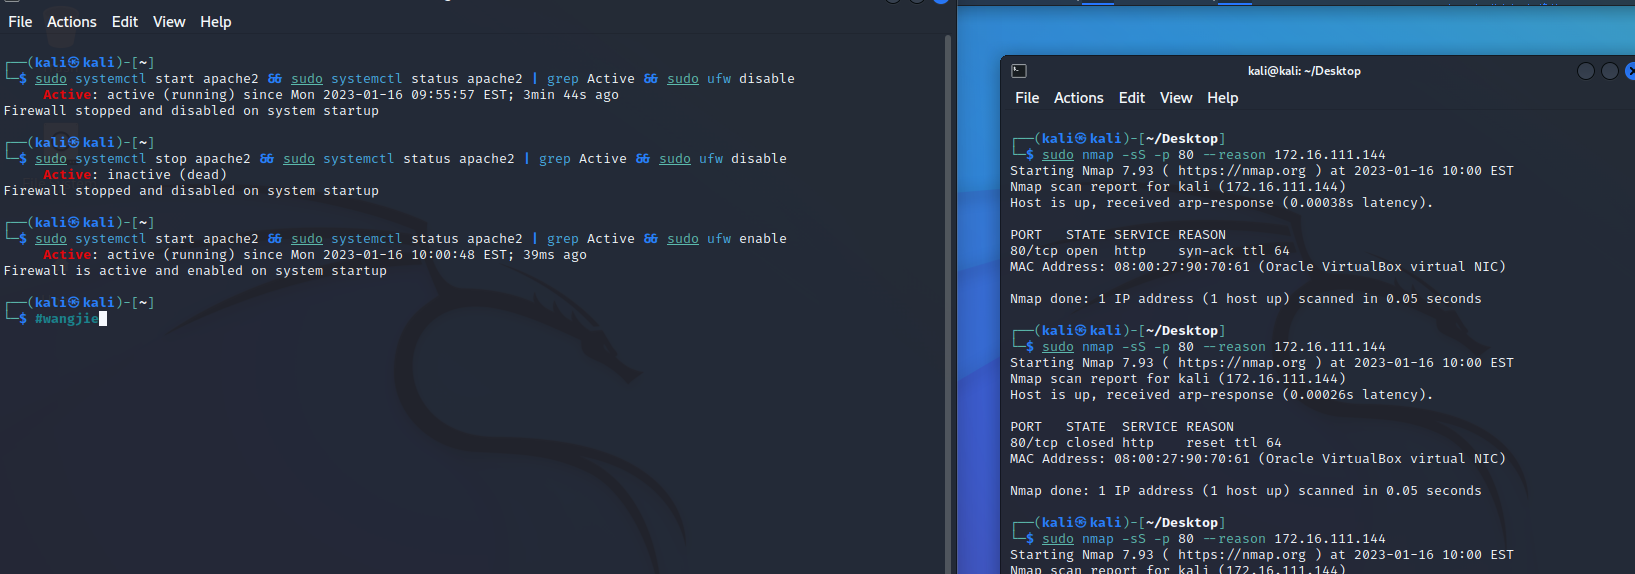 File Actions Edit View Help
┌──(kali㉿kali)-[~]
└─$ sudo systemctl start apache2 && sudo systemctl status apache2 | grep Active && sudo ufw disable
Active: active (running) since Mon 2023-01-16 09:55:57 EST; 3min 44s ago
Firewall stopped and disabled on system startup
┌──(kali㉿kali)-[~]
└─$ sudo systemctl stop apache2 && sudo systemctl status apache2 | grep Active && sudo ufw disable
Active: inactive (dead)
Firewall stopped and disabled on system startup
┌──(kali㉿kali)-[~]
└─$ sudo systemctl start apache2 && sudo systemctl status apache2 | grep Active && sudo ufw enable
Active: active (running) since Mon 2023-01-16 10:00:48 EST; 39ms ago
Firewall is active and enabled on system startup
┌──(kali㉿kali)-[~]
└─$ #wangjie
kali@kali: ~/Desktop
File Actions Edit View Help
┌──(kali㉿kali)-[~/Desktop]
└─$ sudo nmap -sS -p 80 --reason 172.16.111.144
Starting Nmap 7.93 ( https://nmap.org ) at 2023-01-16 10:00 EST
Nmap scan report for kali (172.16.111.144)
Host is up, received arp-response (0.00038s latency).
PORT STATE SERVICE REASON
80/tcp open http syn-ack ttl 64
MAC Address: 08:00:27:90:70:61 (Oracle VirtualBox virtual NIC)
Nmap done: 1 IP address (1 host up) scanned in 0.05 seconds
┌──(kali㉿kali)-[~/Desktop]
└─$ sudo nmap -sS -p 80 --reason 172.16.111.144
Starting Nmap 7.93 ( https://nmap.org ) at 2023-01-16 10:00 EST
Nmap scan report for kali (172.16.111.144)
Host is up, received arp-response (0.00026s latency).
PORT STATE SERVICE REASON
80/tcp closed http reset ttl 64
MAC Address: 08:00:27:90:70:61 (Oracle VirtualBox virtual NIC)
Nmap done: 1 IP address (1 host up) scanned in 0.05 seconds
┌──(kali㉿kali)-[~/Desktop]
└─$ sudo nmap -sS -p 80 --reason 172.16.111.144
Starting Nmap 7.93 ( https://nmap.org ) at 2023-01-16 10:00 EST
Nmap scan report for kali (172.16.111.144)